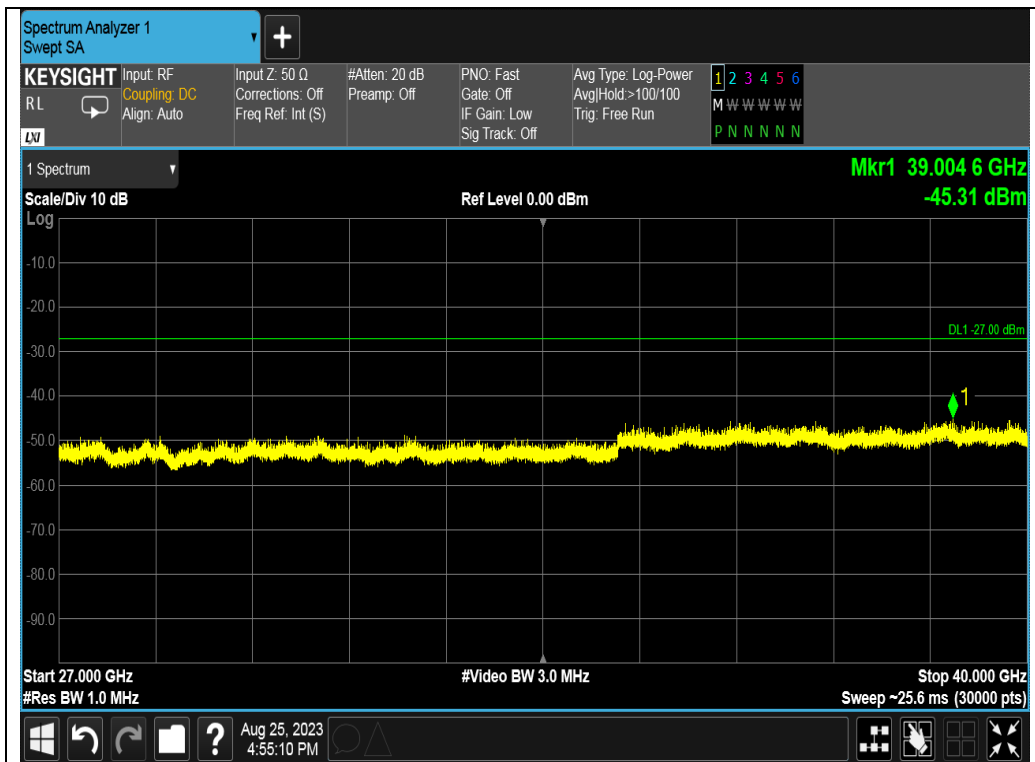 Spectrum Analyzer 1
Swept SA
+
KEYSIGHT
RL
LXI
Input: RF
Coupling: DC
Align: Auto
Input Z: 50 Ω
Corrections: Off
Freq Ref: Int (S)
#Atten: 20 dB
Preamp: Off
PNO: Fast
Gate: Off
IF Gain: Low
Sig Track: Off
Avg Type: Log-Power
Avg|Hold:>100/100
Trig: Free Run
1 2 3 4 5 6
M W W W W W
P N N N N N
1 Spectrum
Mkr1 39.004 6 GHz
-45.31 dBm
Scale/Div 10 dB
Ref Level 0.00 dBm
Log
-10.0
-20.0
DL1 -27.00 dBm
-30.0
-40.0
1
-50.0
-60.0
-70.0
-80.0
-90.0
Start 27.000 GHz
#Video BW 3.0 MHz
Stop 40.000 GHz
#Res BW 1.0 MHz
Sweep ~25.6 ms (30000 pts)
?
Aug 25, 2023
4:55:10 PM